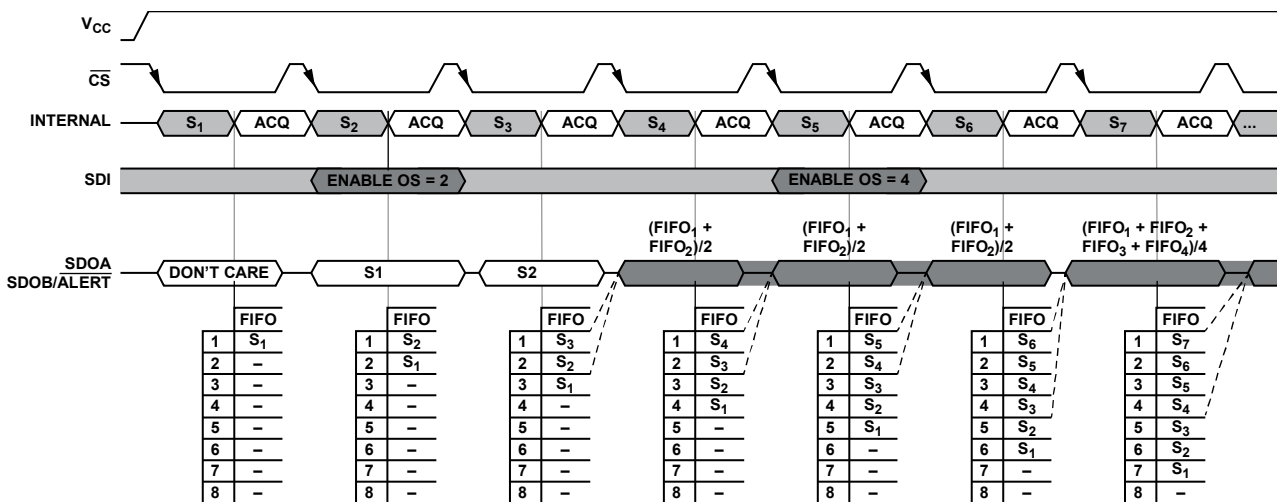 VCC
CS
INTERNAL S1 ACQ S2 ACQ S3 ACQ S4 ACQ S5 ACQ S6 ACQ S7 ACQ ...
SDI ENABLE OS = 2 ENABLE OS = 4
(FIFO1 + FIFO2)/2
(FIFO1 + FIFO2)/2
(FIFO1 + FIFO2)/2
(FIFO1 + FIFO2 + FIFO3 + FIFO4)/4
SDOA
SDOB/ALERT
DON'T CARE S1 S2
FIFO FIFO FIFO FIFO FIFO FIFO FIFO
1 S1 1 S2 1 S3 1 S4 1 S5 1 S6 1 S7
2 – 2 S1 2 S2 2 S3 2 S4 2 S5 2 S6
3 – 3 – 3 S1 3 S2 3 S3 3 S4 3 S5
4 – 4 – 4 – 4 S1 4 S2 4 S3 4 S4
5 – 5 – 5 – 5 – 5 S1 5 S2 5 S3
6 – 6 – 6 – 6 – 6 – 6 S1 6 S2
7 – 7 – 7 – 7 – 7 – 7 – 7 S1
8 – 8 – 8 – 8 – 8 – 8 – 8 –